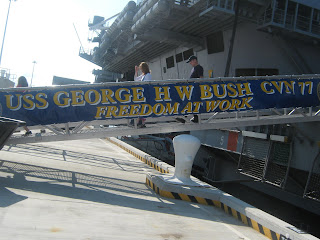 USS GEORGE H W BUSH CVN 77
FREEDOM AT WORK